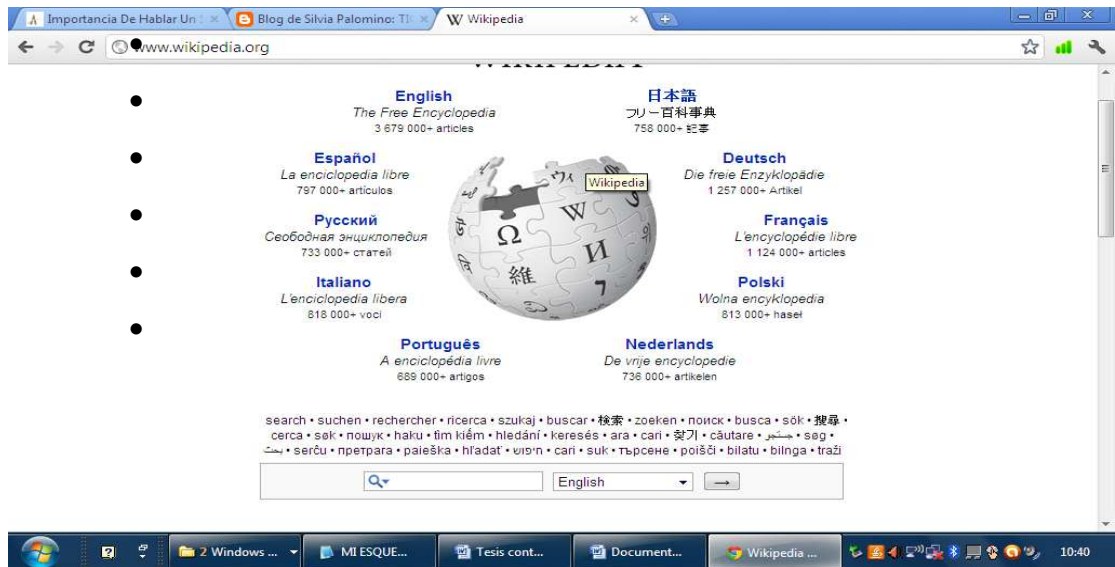 Importancia De Hablar Un S
Blog de Silvia Palomino: TI
Wikipedia
www.wikipedia.org
English
The Free Encyclopedia
3 679 000+ articles
日本語
フリー百科事典
758 000+ 記事
Español
La enciclopedia libre
797 000+ artículos
Wikipedia
Deutsch
Die freie Enzyklopädie
1 257 000+ Artikel
Русский
Свободная энциклопедия
733 000+ статей
Français
L'encyclopédie libre
1 124 000+ articles
Italiano
L'enciclopedia libera
818 000+ voci
Polski
Wolna encyklopedia
813 000+ haseł
Português
A enciclopédia livre
689 000+ artigos
Nederlands
De vrije encyclopedie
736 000+ artikelen
Ω W И 維 7
search • suchen • rechercher • ricerca • szukaj • buscar • 検索 • zoeken • поиск • busca • sök • 搜尋 •
cerca • søk • пошук • haku • tìm kiếm • hledání • keresés • ara • cari • 찾기 • căutare • جستجو • søg •
بحث • serĉu • претрага • paieška • hľadať • חיפוש • cari • suk • търсене • poišči • bilatu • bilnga • traži
English
2 Windows ...
MI ESQUE...
Tesis cont...
Document...
Wikipedia ...
10:40